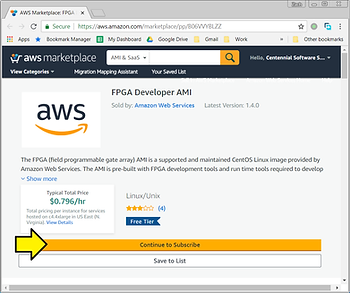 AWS Marketplace: FPG
Secure https://aws.amazon.com/marketplace/pp/B06VVYBLZZ
Apps Bookmark Manager My Documents Google Drive Music Work Other bookmarks
aws marketplace AMI & SaaS
View Categories Migration Mapping Assistant Your Saved List Hello, Centennial Software S...
FPGA Developer AMI
Sold by: Amazon Web Services Latest Version: 1.4.0
aws
The FPGA (field programmable gate array) AMI is a supported and maintained CentOS Linux image provided by
Amazon Web Services. The AMI is pre-built with FPGA development tools and run time tools required to develop
Show more
Typical Total Price
$0.796/hr
Total pricing per instance for services
hosted on c4.xlarge in US East (N.
Virginia). View Details
Linux/Unix
(4)
Free Tier
Continue to Subscribe
Save to List